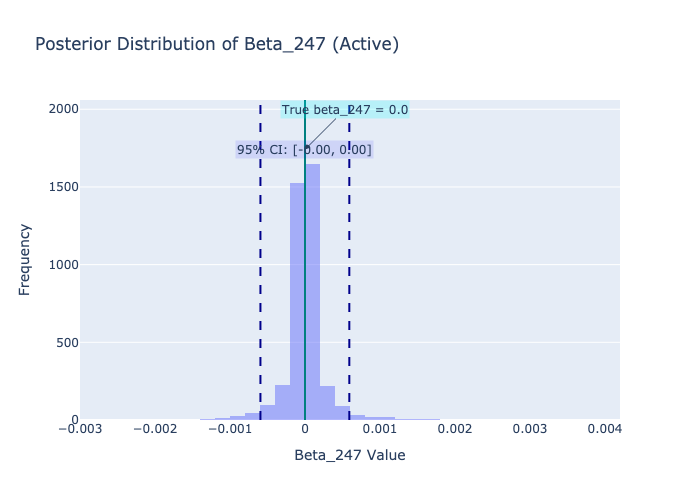 Posterior Distribution of Beta_247 (Active)
2000
True beta_247 = 0.0
95% CI: [-0.00, 0.00]
1500
1000
500
0
Frequency
−0.003
−0.002
−0.001
0
0.001
0.002
0.003
0.004
Beta_247 Value